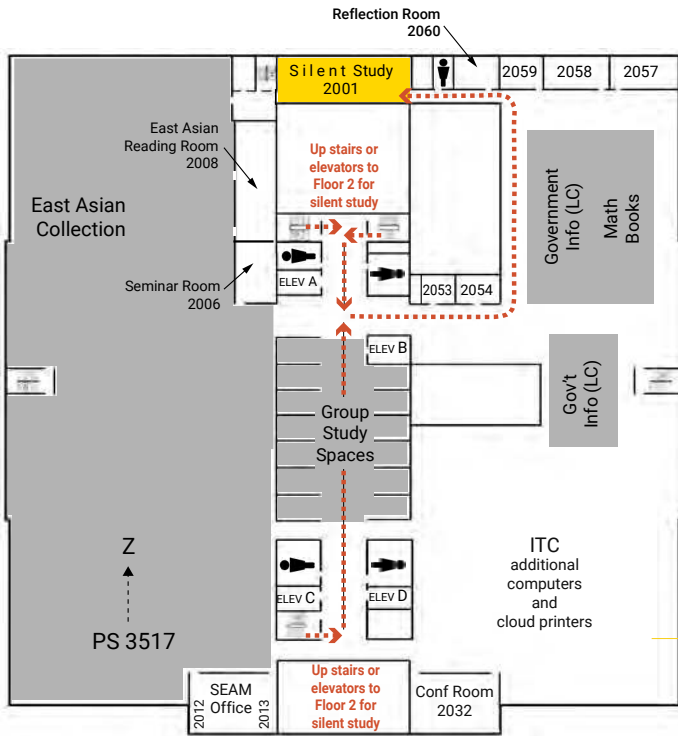 Reflection Room
2060
Silent Study
2001
2059
2058
2057
East Asian
Reading Room
2008
Up stairs or
elevators to
Floor 2 for
silent study
East Asian
Collection
Government
Info (LC)
Math
Books
Seminar Room
2006
ELEV A
2053
2054
ELEV B
Gov't
Info (LC)
Group
Study
Spaces
Z
PS 3517
ITC
additional
computers
and
cloud printers
ELEV C
ELEV D
SEAM
Office
2012
2013
Up stairs or
elevators to
Floor 2 for
silent study
Conf Room
2032